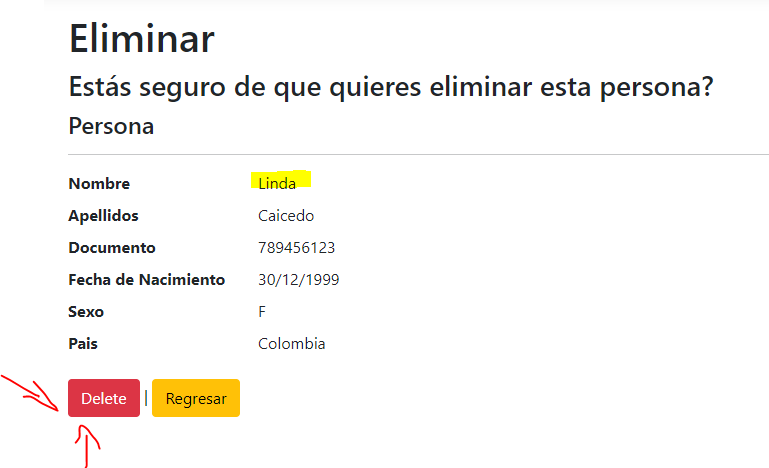 Eliminar
Estás seguro de que quieres eliminar esta persona?
Persona
Nombre Linda
Apellidos Caicedo
Documento 789456123
Fecha de Nacimiento 30/12/1999
Sexo F
Pais Colombia
Delete | Regresar